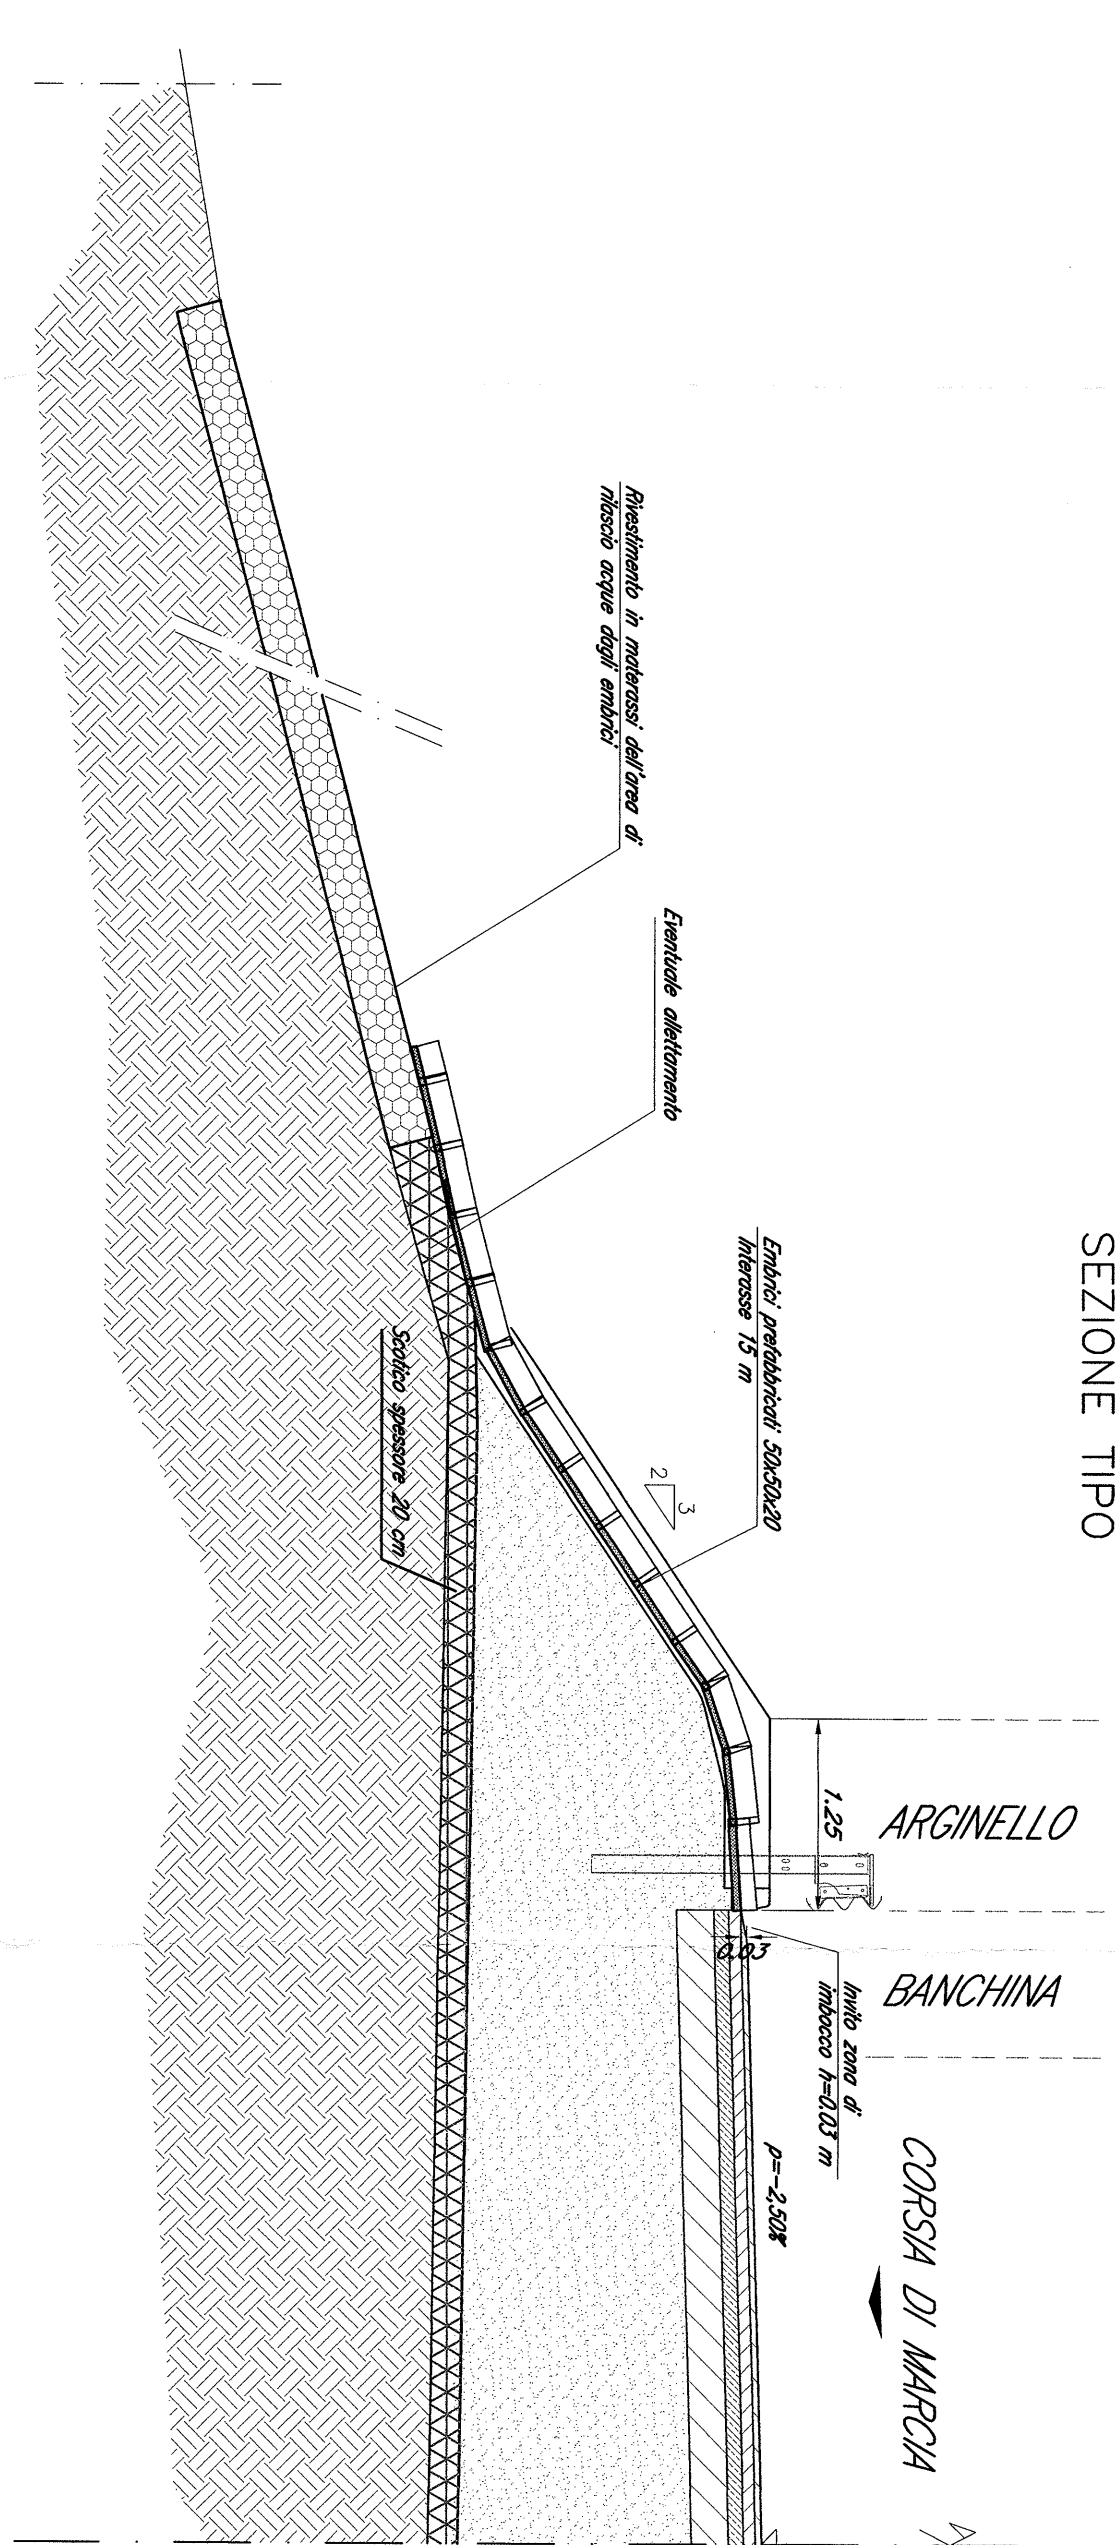 SEZIONE TIPO
ARGINELLO
BANCHINA
CORSIA DI MARCIA
1.25
0.03
Invito zona di
imbocco h=0.03 m
p=-2,50%
Embrici prefabbricati 50x50x20
Interasse 15 m
3
2
Eventuale allettamento
Rivestimento in materassi dell'area di
rilascio acque dagli embrici
Scotico spessore 20 cm